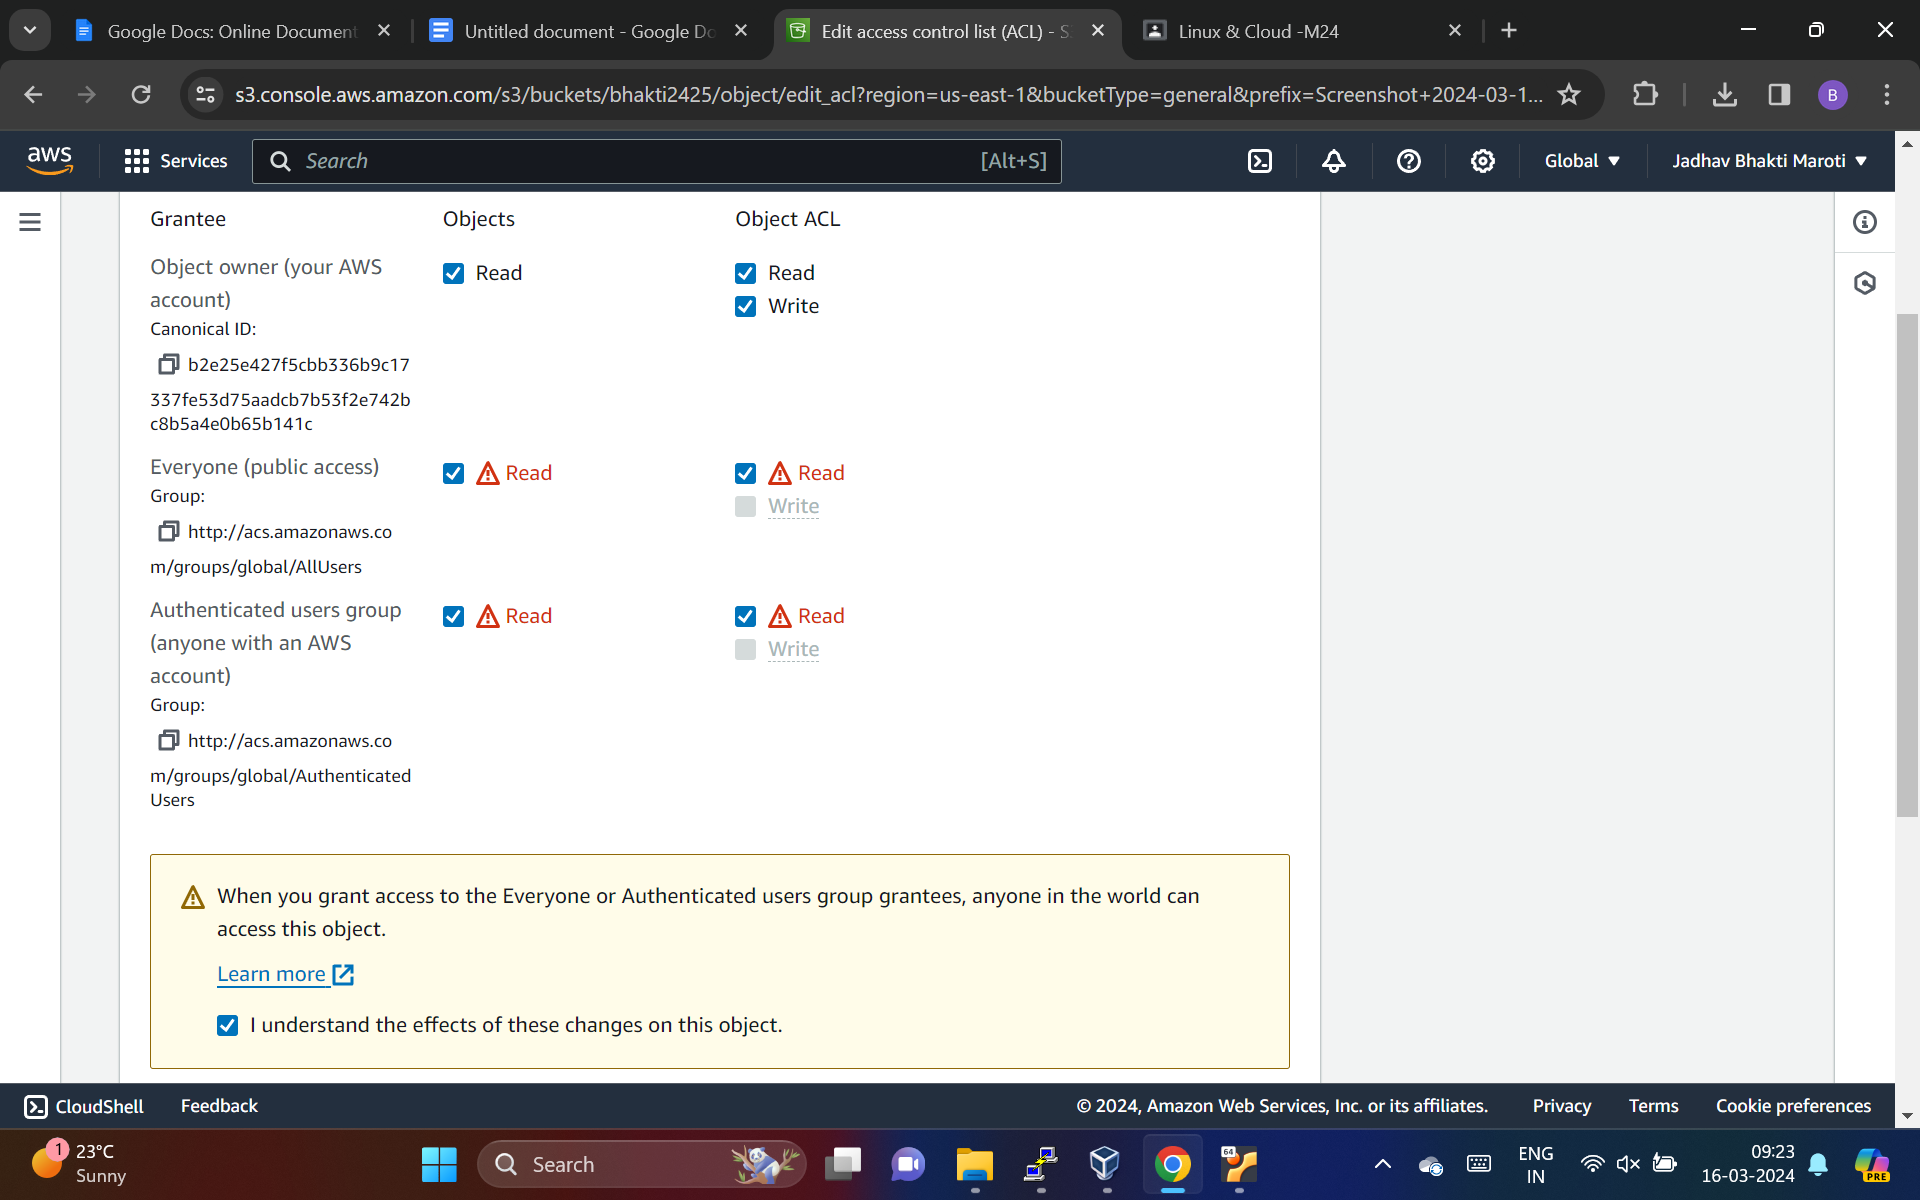 Google Docs: Online Document
Untitled document - Google Do
Edit access control list (ACL) - S
Linux & Cloud -M24
s3.console.aws.amazon.com/s3/buckets/bhakti2425/object/edit_acl?region=us-east-1&bucketType=general&prefix=Screenshot+2024-03-1...
B
aws
Services
Search
[Alt+S]
Global
Jadhav Bhakti Maroti
Grantee
Objects
Object ACL
Object owner (your AWS
account)
Canonical ID:
b2e25e427f5cbb336b9c17
337fe53d75aadcb7b53f2e742b
c8b5a4e0b65b141c
Read
Read
Write
Everyone (public access)
Group:
http://acs.amazonaws.co
m/groups/global/AllUsers
Read
Read
Write
Authenticated users group
(anyone with an AWS
account)
Group:
http://acs.amazonaws.co
m/groups/global/Authenticated
Users
Read
Read
Write
When you grant access to the Everyone or Authenticated users group grantees, anyone in the world can
access this object.
Learn more
I understand the effects of these changes on this object.
CloudShell
Feedback
© 2024, Amazon Web Services, Inc. or its affiliates.
Privacy
Terms
Cookie preferences
1
23°C
Sunny
Search
64
ENG
IN
09:23
16-03-2024
PRE